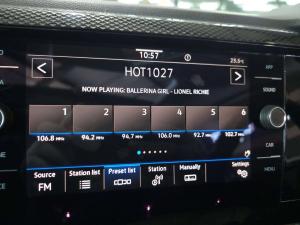 10:57
23.5°C
APP
HOT1027
SOUND
NOW PLAYING: BALLERINA GIRL - LIONEL RICHIE
1 2 3 4 5 6
106.8 MHz 94.2 MHz 94.7 MHz 106.0 MHz 92.7 MHz 102.7 MHz
CAR
Source Station list Preset list Station Manually Settings
FM
MENU